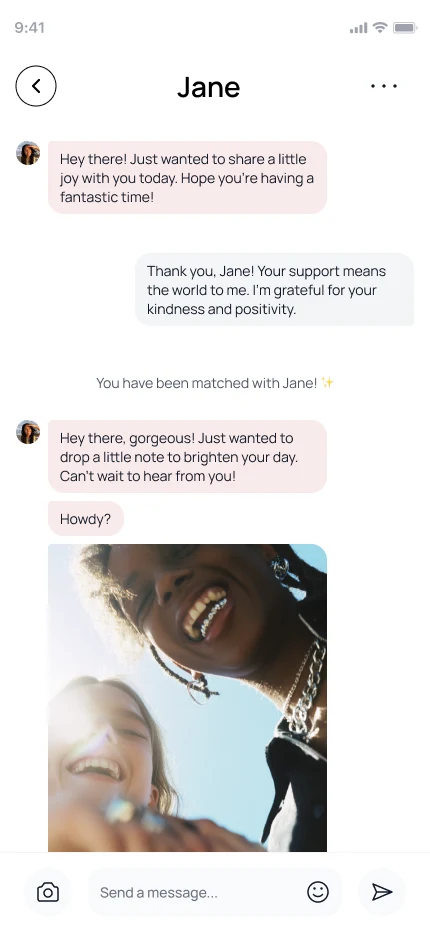 9:41
Jane
Hey there! Just wanted to share a little
joy with you today. Hope you're having a
fantastic time!
Thank you, Jane! Your support means
the world to me. I'm grateful for your
kindness and positivity.
You have been matched with Jane! ✨
Hey there, gorgeous! Just wanted to
drop a little note to brighten your day.
Can't wait to hear from you!
Howdy?
Send a message...